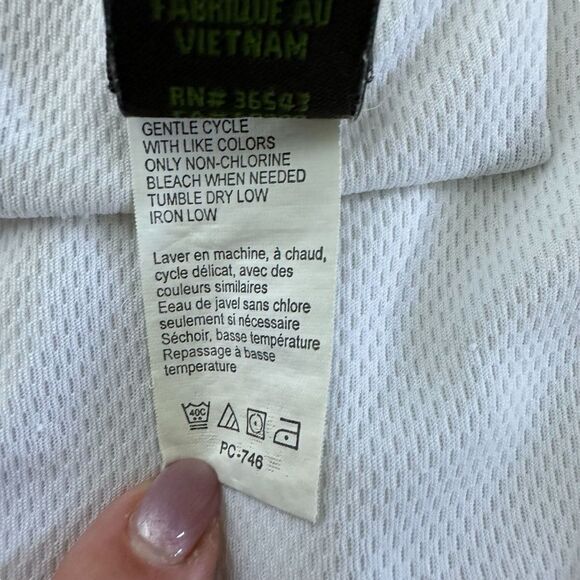 FABRIQUE AU
VIETNAM
RN# 36543
GENTLE CYCLE
WITH LIKE COLORS
ONLY NON-CHLORINE
BLEACH WHEN NEEDED
TUMBLE DRY LOW
IRON LOW
Laver en machine, à chaud,
cycle délicat, avec des
couleurs similaires
Eeau de javel sans chlore
seulement si nécessaire
Séchoir, basse température
Repassage à basse
temperature
40C
PC-746